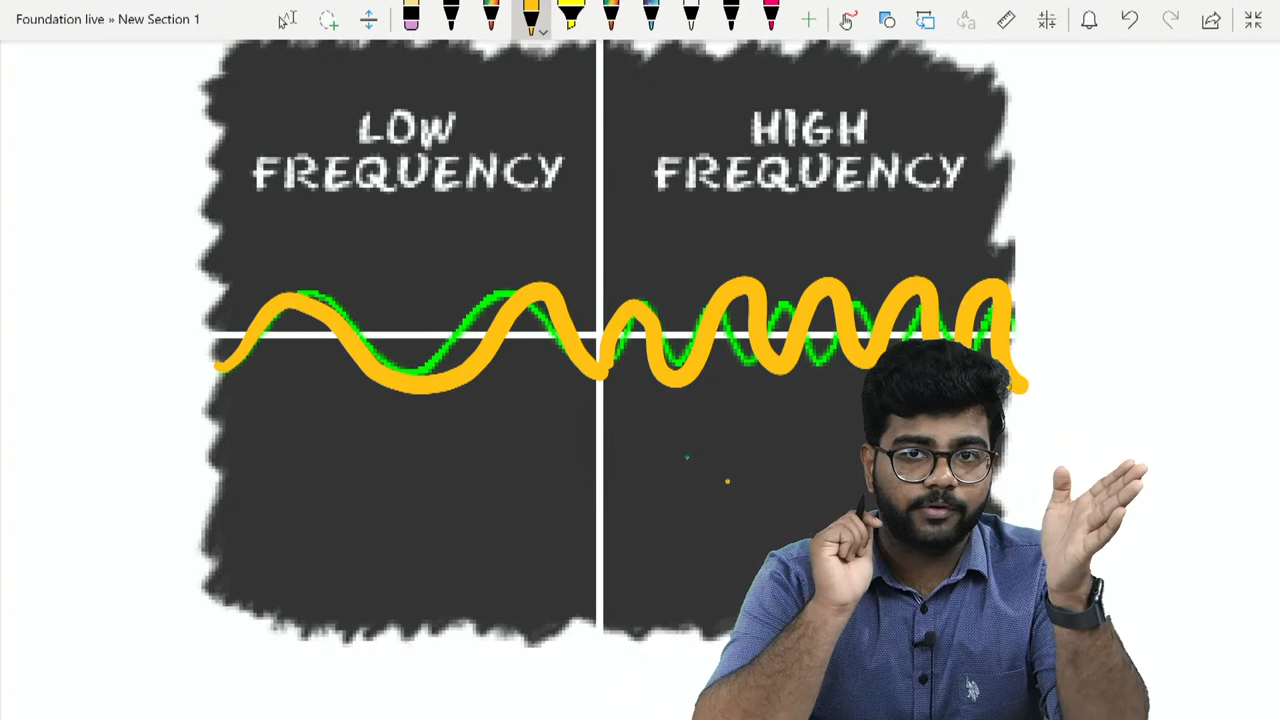 Foundation live » New Section 1
LOW
FREQUENCY
HIGH
FREQUENCY